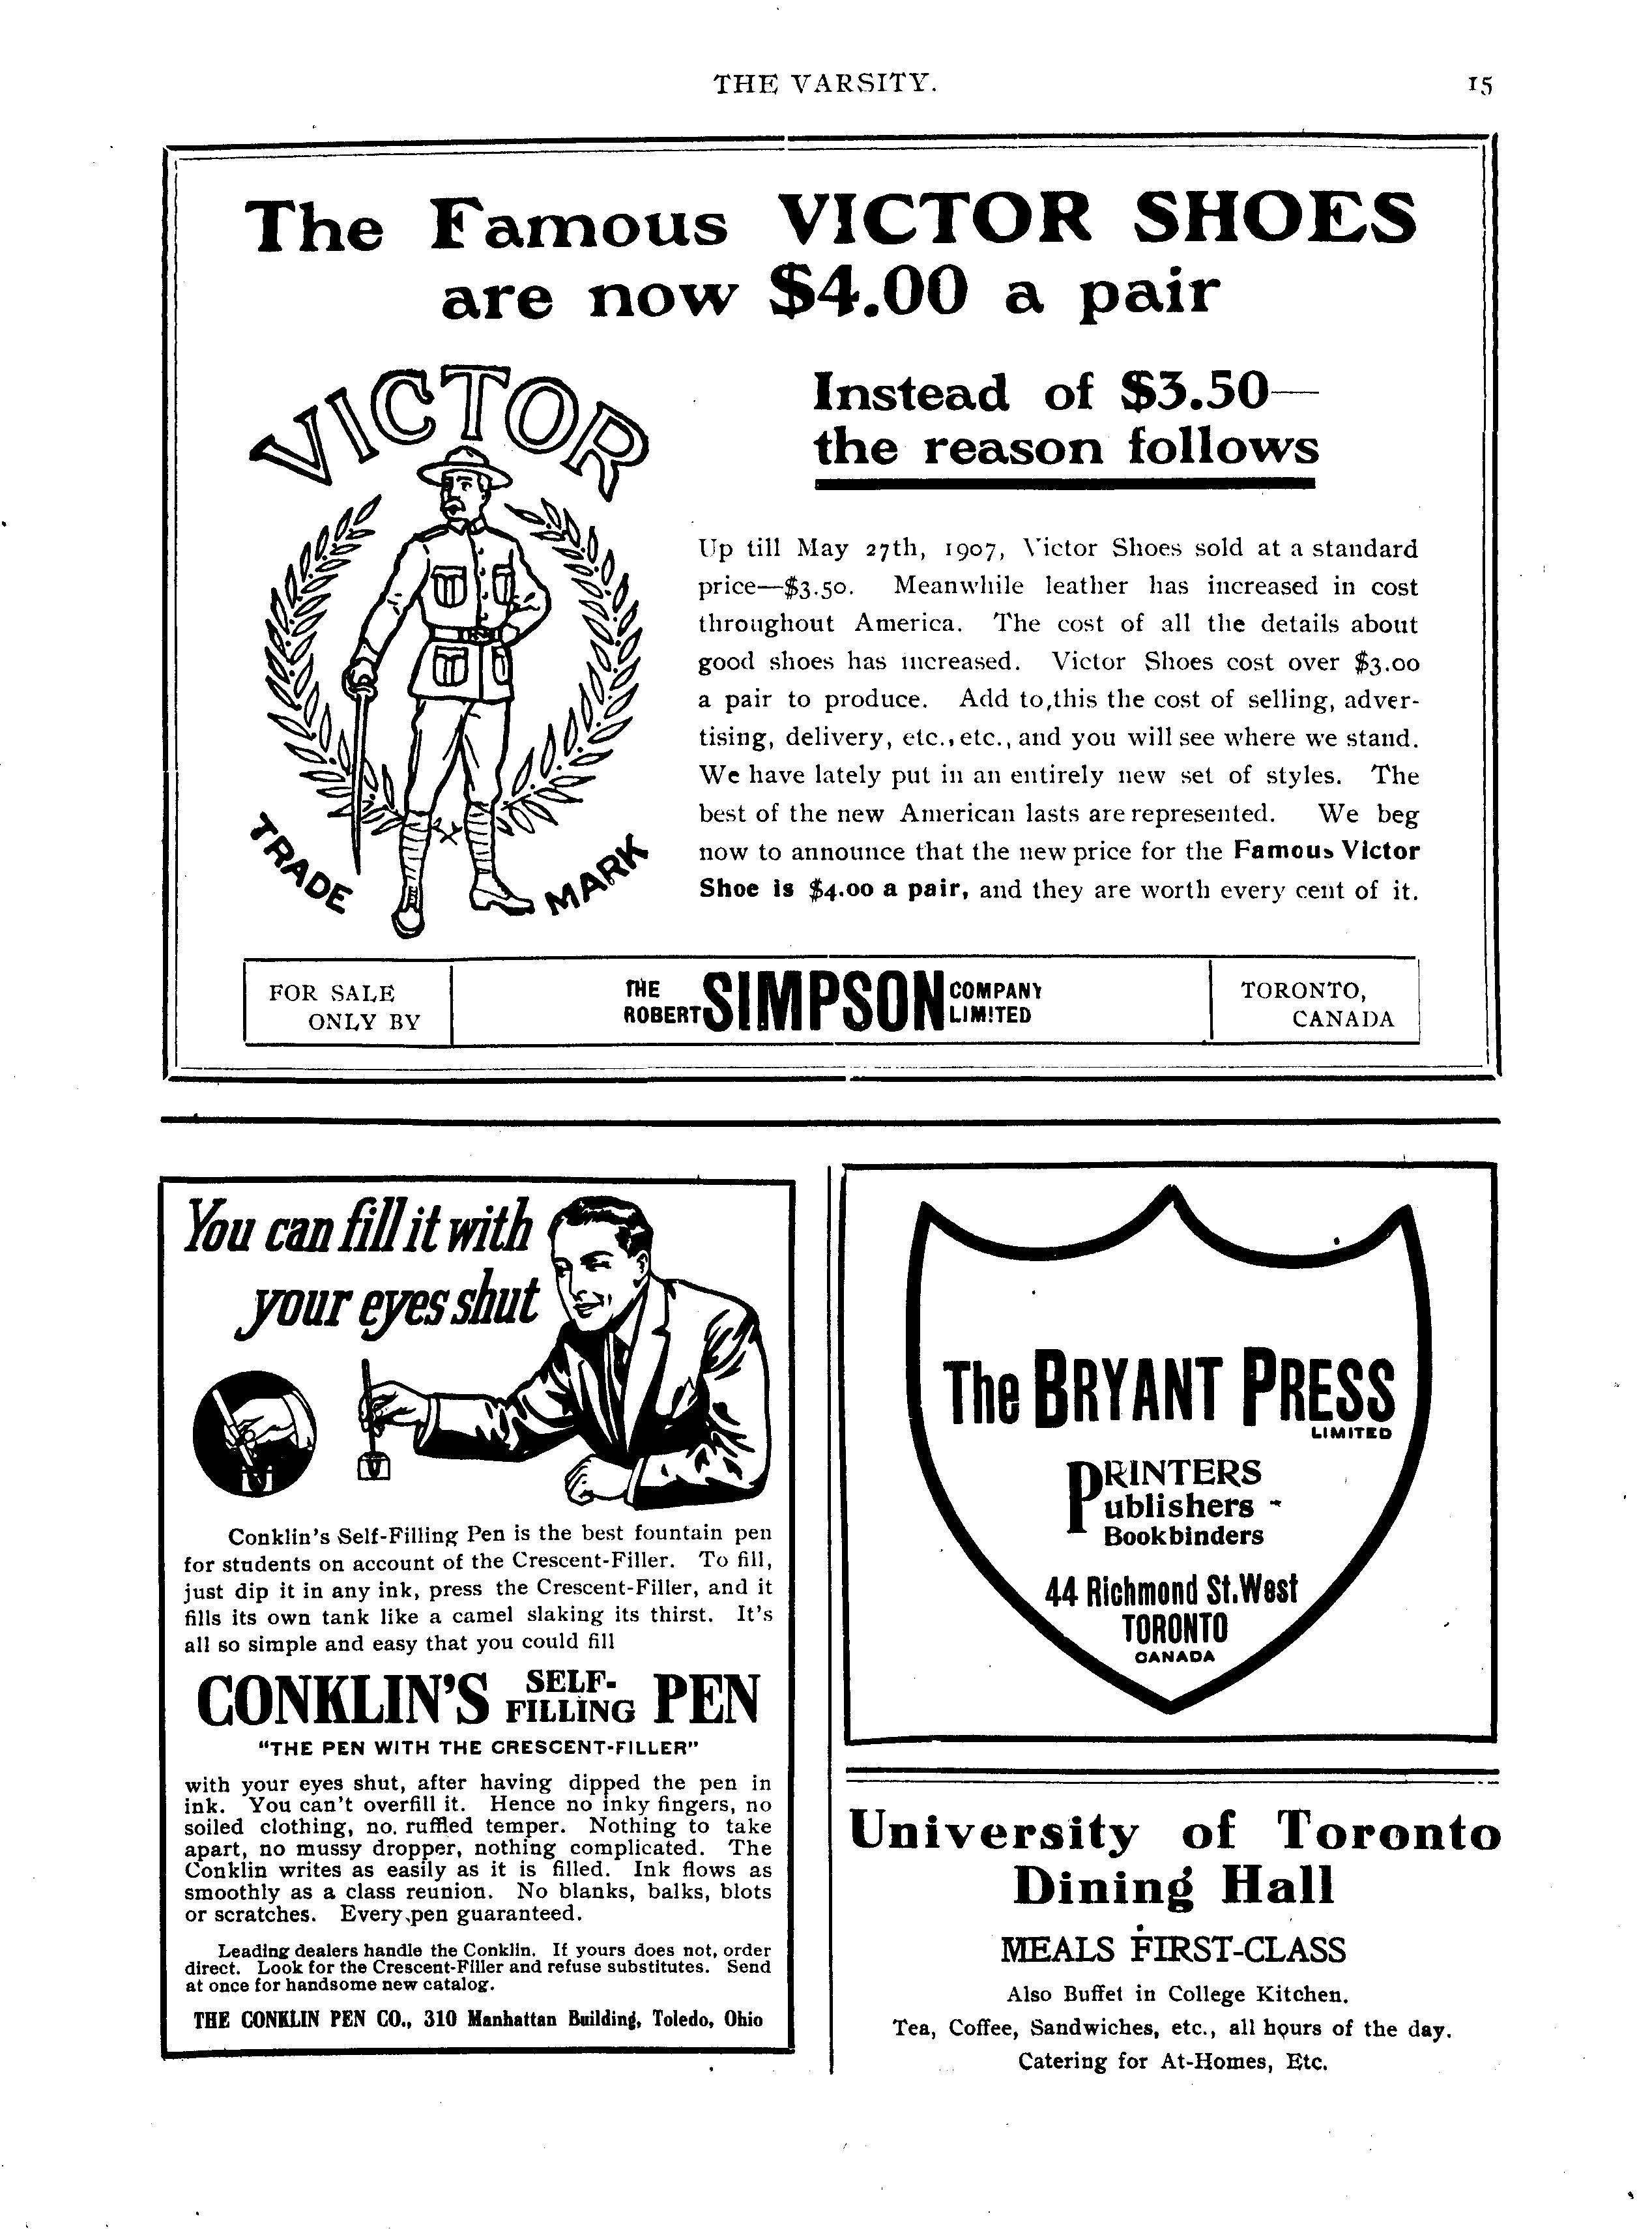 THE VARSITY.
15
The Famous VICTOR SHOES
are now $4.00 a pair
VICTOR
TRADE
MARK
Instead of $3.50—
the reason follows
Up till May 27th, 1907, Victor Shoes sold at a standard
price—$3.50. Meanwhile leather has increased in cost
throughout America. The cost of all the details about
good shoes has increased. Victor Shoes cost over $3.00
a pair to produce. Add to this the cost of selling, adver-
tising, delivery, etc., etc., and you will see where we stand.
We have lately put in an entirely new set of styles. The
best of the new American lasts are represented. We beg
now to announce that the new price for the Famous Victor
Shoe is $4.00 a pair, and they are worth every cent of it.
FOR SALE
ONLY BY
THE ROBERT SIMPSON COMPANY LIMITED
TORONTO,
CANADA
You can fill it with
your eyes shut
Conklin's Self-Filling Pen is the best fountain pen
for students on account of the Crescent-Filler. To fill,
just dip it in any ink, press the Crescent-Filler, and it
fills its own tank like a camel slaking its thirst. It's
all so simple and easy that you could fill
CONKLIN'S SELF-FILLING PEN
"THE PEN WITH THE CRESCENT-FILLER"
with your eyes shut, after having dipped the pen in
ink. You can't overfill it. Hence no inky fingers, no
soiled clothing, no ruffled temper. Nothing to take
apart, no mussy dropper, nothing complicated. The
Conklin writes as easily as it is filled. Ink flows as
smoothly as a class reunion. No blanks, balks, blots
or scratches. Every pen guaranteed.
Leading dealers handle the Conklin. If yours does not, order
direct. Look for the Crescent-Filler and refuse substitutes. Send
at once for handsome new catalog.
THE CONKLIN PEN CO., 310 Manhattan Building, Toledo, Ohio
The BRYANT PRESS
LIMITED
PRINTERS
Publishers -
Bookbinders
44 Richmond St. West
TORONTO
CANADA
University of Toronto
Dining Hall
MEALS FIRST-CLASS
Also Buffet in College Kitchen.
Tea, Coffee, Sandwiches, etc., all hours of the day.
Catering for At-Homes, Etc.